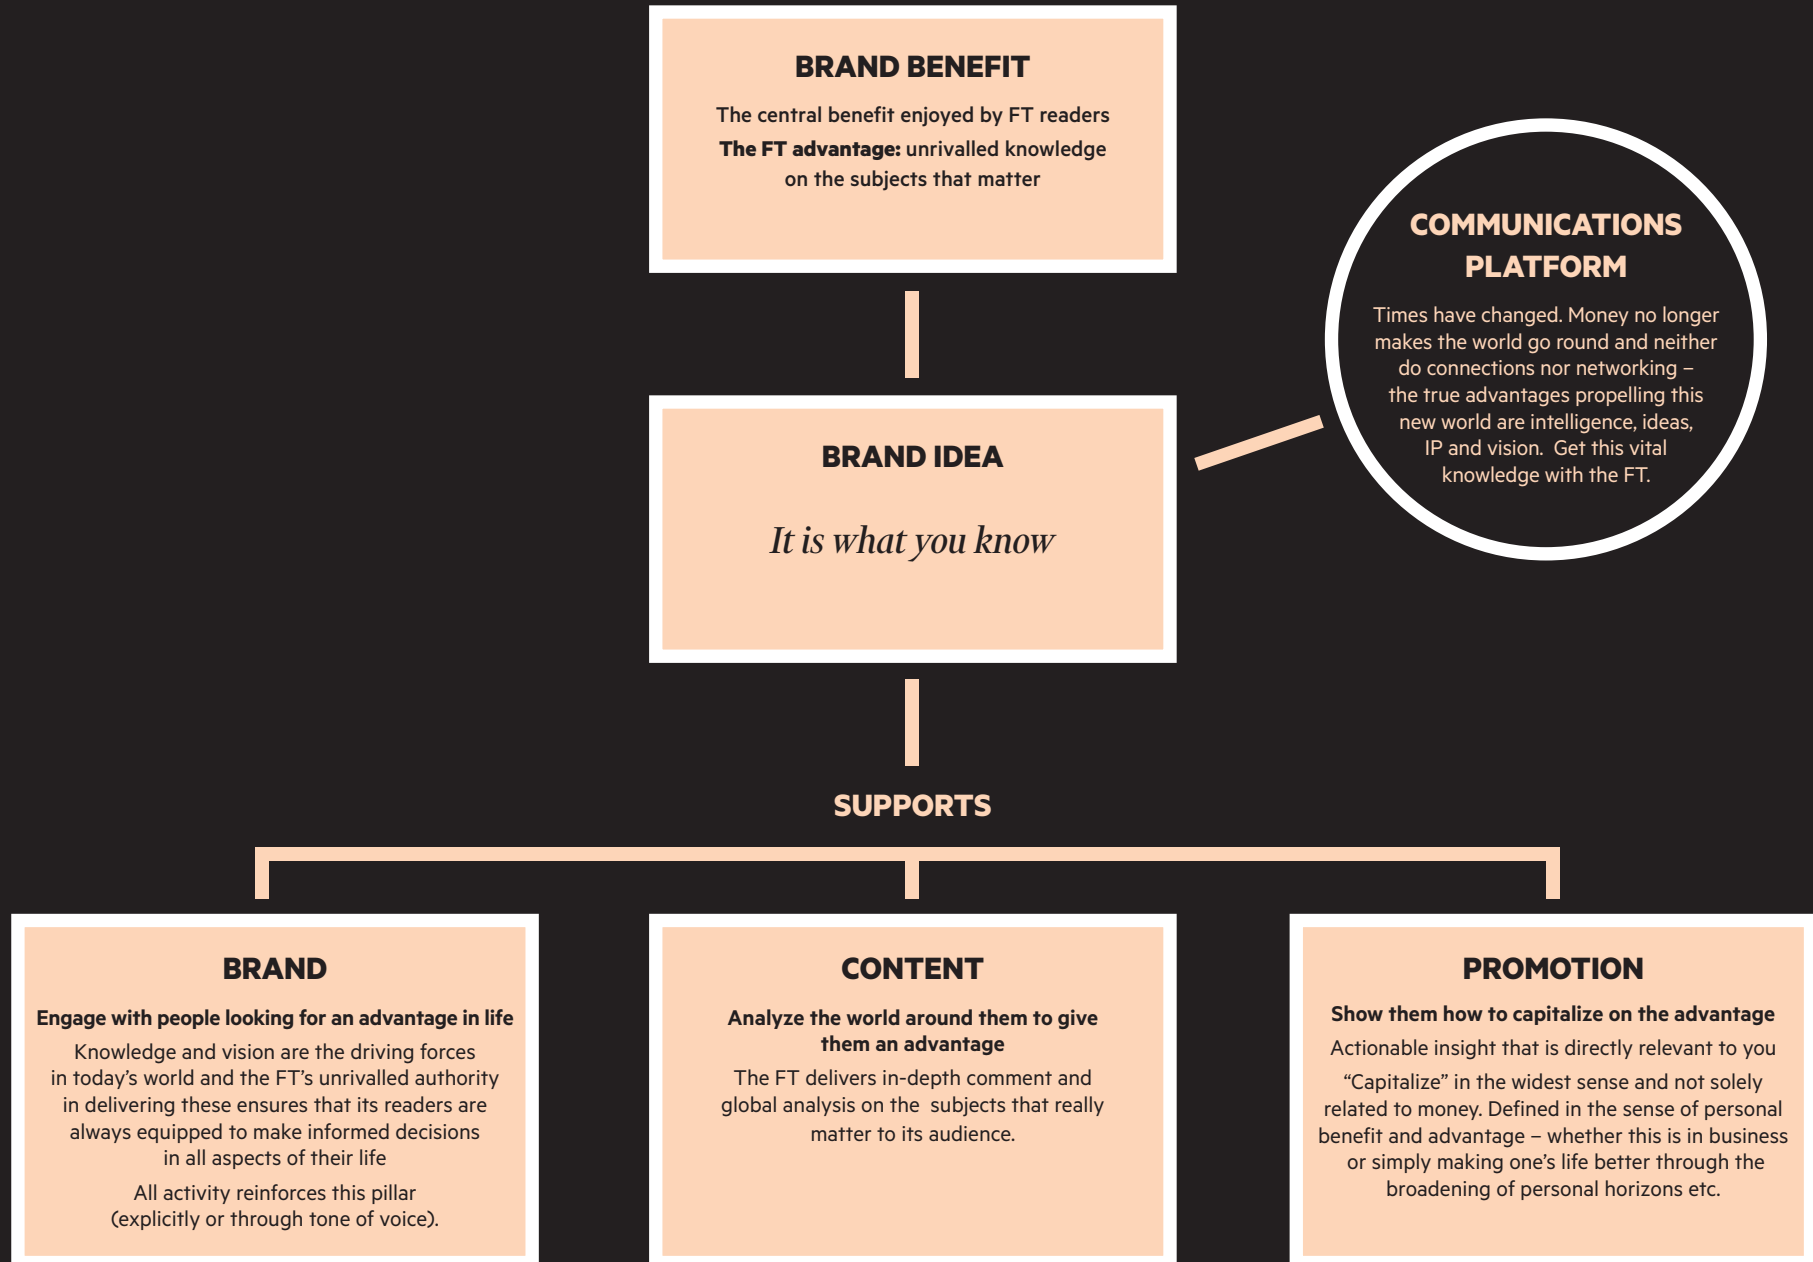 BRAND BENEFIT
The central benefit enjoyed by FT readers
The FT advantage: unrivalled knowledge
on the subjects that matter
COMMUNICATIONS
PLATFORM
Times have changed. Money no longer
makes the world go round and neither
do connections nor networking –
the true advantages propelling this
new world are intelligence, ideas,
IP and vision.  Get this vital
knowledge with the FT.
BRAND IDEA
It is what you know
SUPPORTS
BRAND
Engage with people looking for an advantage in life
Knowledge and vision are the driving forces
in today’s world and the FT’s unrivalled authority
in delivering these ensures that its readers are
always equipped to make informed decisions
in all aspects of their life
All activity reinforces this pillar
(explicitly or through tone of voice).
CONTENT
Analyze the world around them to give
them an advantage
The FT delivers in-depth comment and
global analysis on the  subjects that really
matter to its audience.
PROMOTION
Show them how to capitalize on the advantage
Actionable insight that is directly relevant to you
“Capitalize” in the widest sense and not solely
related to money. Defined in the sense of personal
benefit and advantage – whether this is in business
or simply making one’s life better through the
broadening of personal horizons etc.